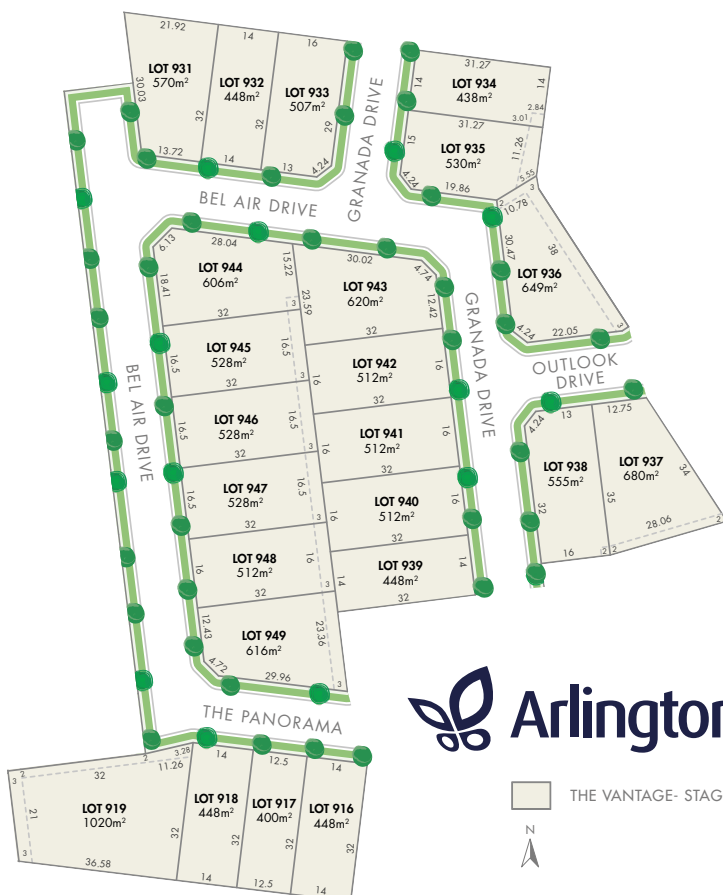 21.92
14
16
LOT 931
570m²
LOT 932
448m²
LOT 933
507m²
30.03
32
32
29
13.72
14
13
4.24
GRANADA DRIVE
31.27
14
LOT 934
438m²
14
2.84
3.01
31.27
15
LOT 935
530m²
11.26
5.55
4.24
19.86
2
3
10.78
30.47
LOT 936
649m²
38
4.24
22.05
3
BEL AIR DRIVE
6.13
28.04
15.22
LOT 944
606m²
18.41
32
30.02
4.74
23.59
LOT 943
620m²
12.42
32
3
16.5
LOT 945
528m²
16.5
32
3
16
LOT 942
512m²
16
32
GRANADA DRIVE
BEL AIR DRIVE
16.5
LOT 946
528m²
16.5
32
3
16
LOT 941
512m²
16
32
16.5
LOT 947
528m²
16.5
32
3
16
LOT 940
512m²
16
32
16
LOT 948
512m²
16
32
3
14
LOT 939
448m²
14
32
12.43
LOT 949
616m²
23.36
4.72
29.96
3
OUTLOOK
DRIVE
4.24
13
12.75
LOT 938
555m²
LOT 937
680m²
32
35
34
28.06
16
2
2
2
THE PANORAMA
3
2
32
2
11.26
3.28
14
12.5
14
21
LOT 919
1020m²
32
LOT 918
448m²
32
LOT 917
400m²
32
LOT 916
448m²
32
3
36.58
14
12.5
14
Arlington
THE VANTAGE- STAG
N